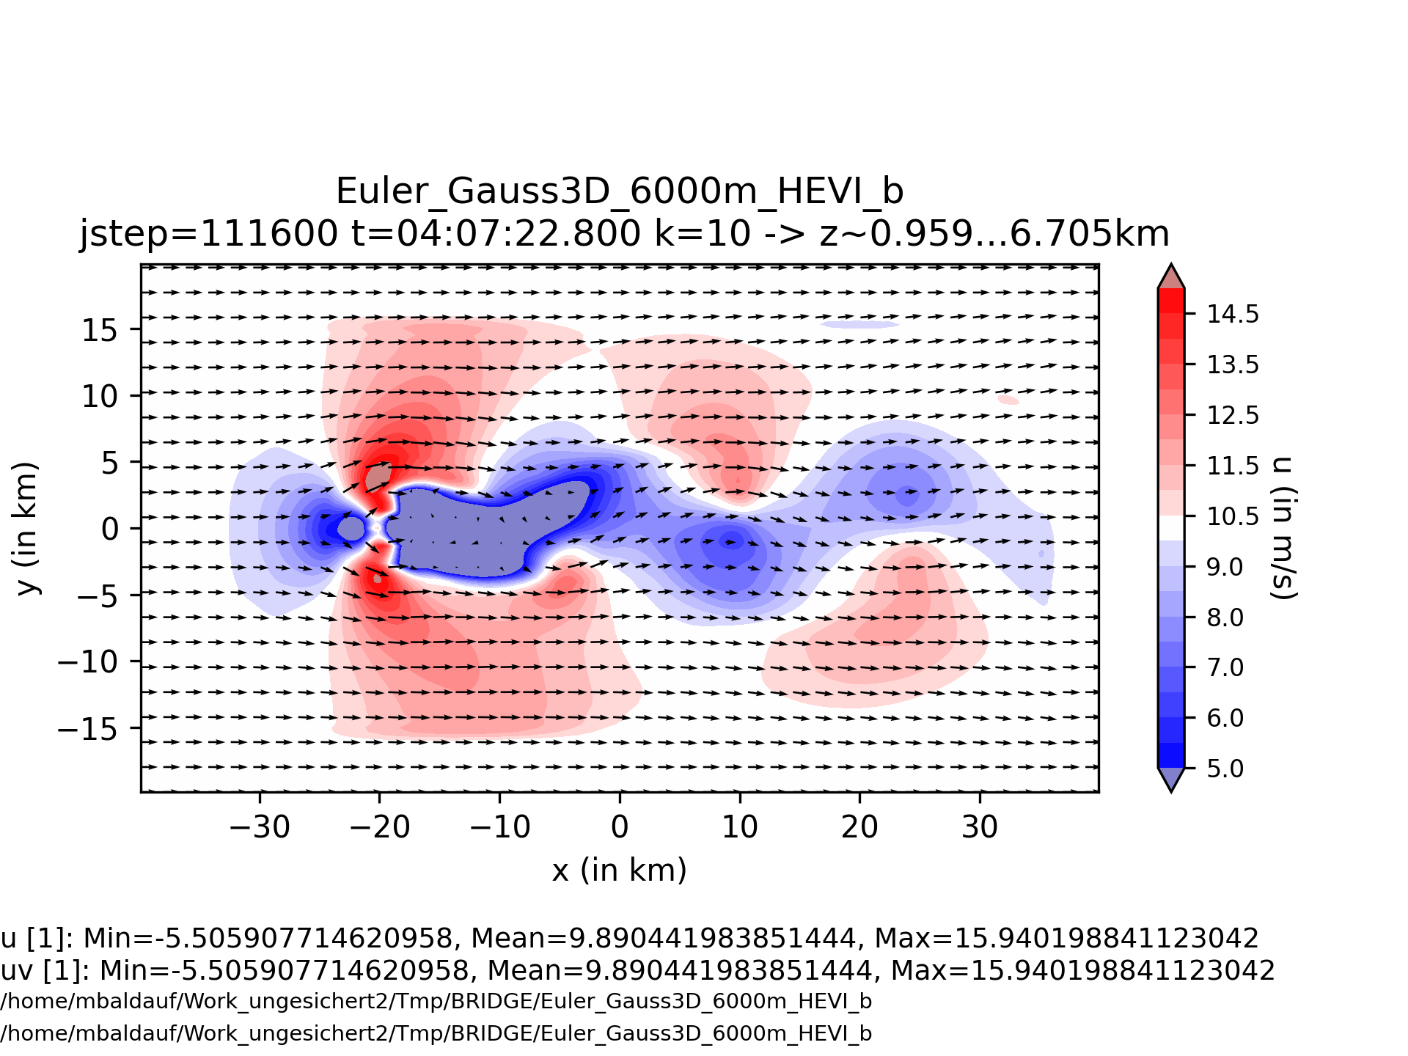 Euler_Gauss3D_6000m_HEVI_b
jstep=111600 t=04:07:22.800 k=10 -> z~0.959...6.705km
15
10
5
0
−5
−10
−15
y (in km)
−30
−20
−10
0
10
20
30
x (in km)
14.5
13.5
12.5
11.5
10.5
9.0
8.0
7.0
6.0
5.0
u (in m/s)
u [1]: Min=-5.505907714620958, Mean=9.890441983851444, Max=15.940198841123042
uv [1]: Min=-5.505907714620958, Mean=9.890441983851444, Max=15.940198841123042
/home/mbaldauf/Work_ungesichert2/Tmp/BRIDGE/Euler_Gauss3D_6000m_HEVI_b
/home/mbaldauf/Work_ungesichert2/Tmp/BRIDGE/Euler_Gauss3D_6000m_HEVI_b